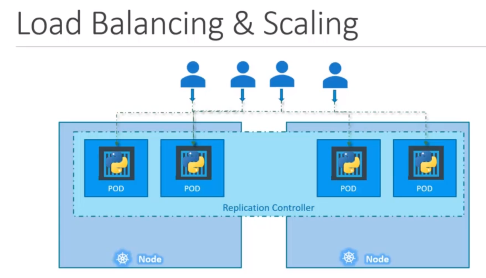 Load Balancing & Scaling
POD
POD
POD
POD
Replication Controller
Node
Node